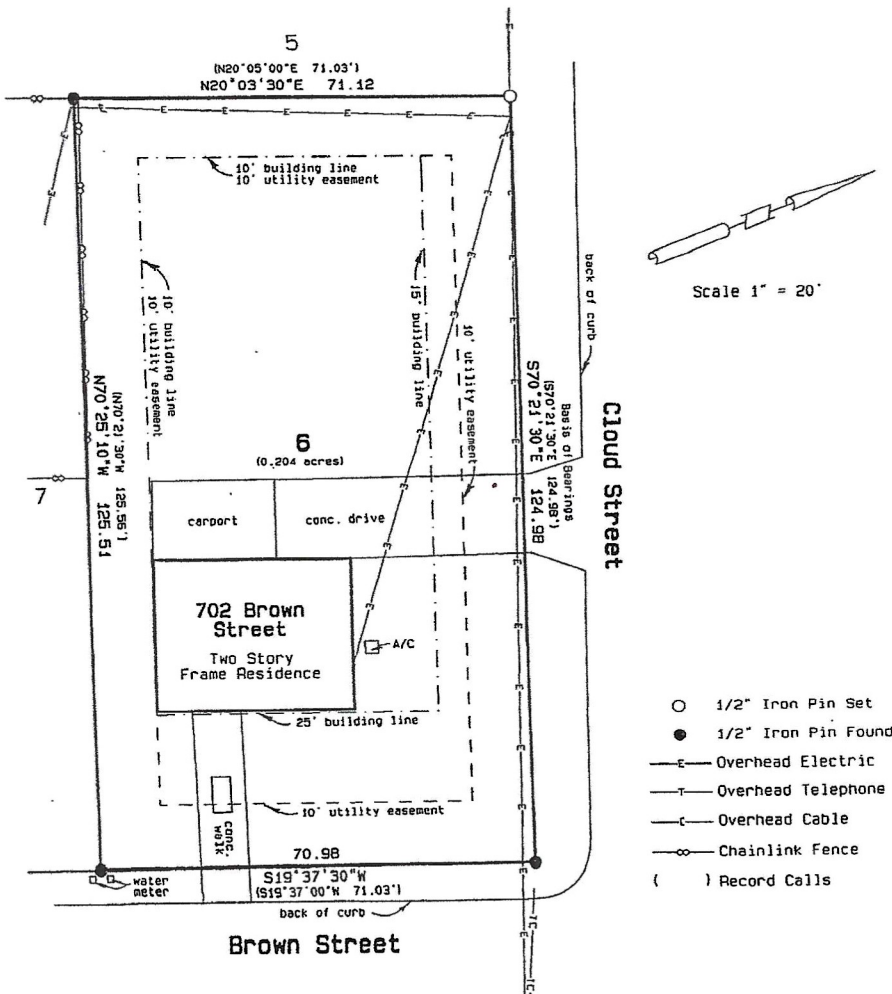 5
(N20°05'00"E 71.03')
N20°03'30"E 71.12
10' building line
10' utility easement
10' building line
10' utility easement
15' building line
10' utility easement
back of curb
Scale 1" = 20'
N70°25'10"W 125.51
(N70°21'30"W 125.56')
S70°21'30"E 124.98
(S70°21'30"E 124.98')
Basis of Bearings
Cloud Street
6
(0.204 acres)
7
carport
conc. drive
702 Brown
Street
Two Story
Frame Residence
A/C
25' building line
10' utility easement
conc.
walk
70.98
S19°37'30"W
(S19°37'00"W 71.03')
water
meter
back of curb
Brown Street
1/2" Iron Pin Set
1/2" Iron Pin Found
E Overhead Electric
T Overhead Telephone
C Overhead Cable
Chainlink Fence
( ) Record Calls